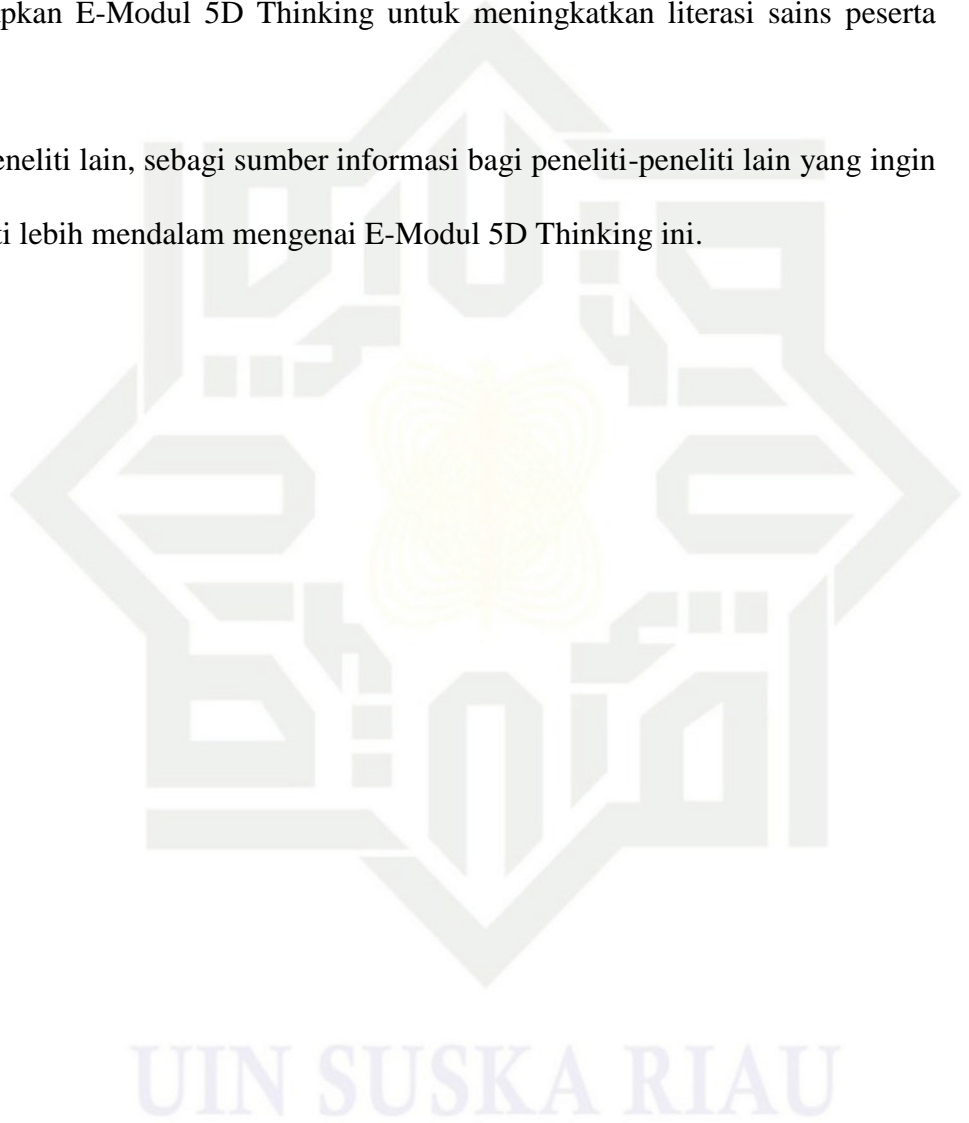 pkan E-Modul 5D Thinking untuk meningkatkan literasi sains peserta
eneliti lain, sebagi sumber informasi bagi peneliti-peneliti lain yang ingin
ti lebih mendalam mengenai E-Modul 5D Thinking ini.
UIN SUSKA RIAU